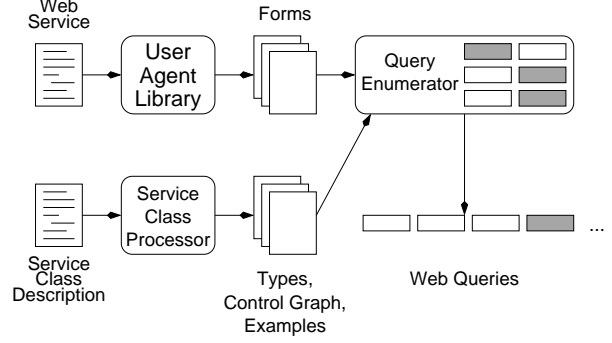 Web
Service
User
Agent
Library
Forms
Query
Enumerator
Service
Class
Description
Service
Class
Processor
Types,
Control Graph,
Examples
Web Queries
...